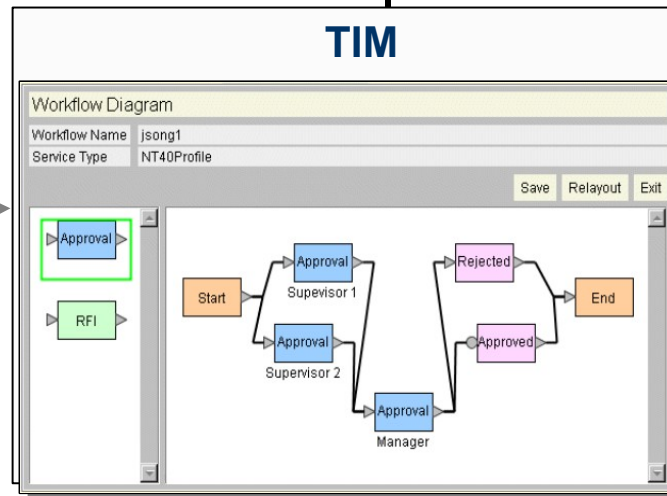 TIM
Workflow Diagram
Workflow Name jsong1
Service Type NT40Profile
Save Relayout Exit
Approval
RFI
Start
Approval
Supevisor 1
Approval
Supervisor 2
Approval
Manager
Rejected
Approved
End